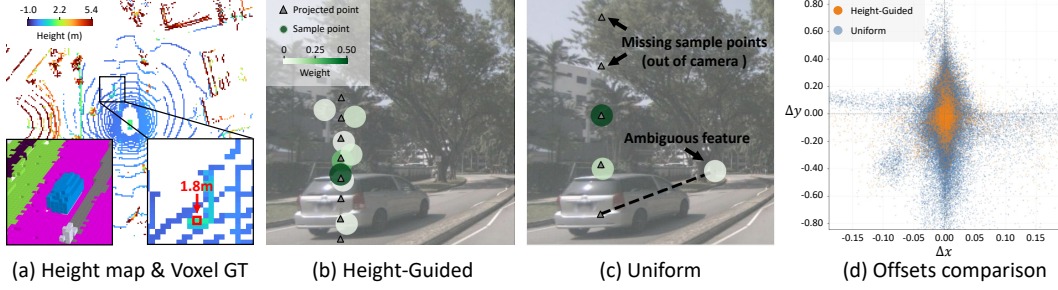 -1.0 2.2 5.4
Height (m)
1.8m
(a) Height map & Voxel GT
Projected point
Sample point
0 0.25 0.50
Weight
(b) Height-Guided
Missing sample points
(out of camera )
Ambiguous feature
(c) Uniform
Height-Guided
Uniform
0.80
0.60
0.40
0.20
Δy 0.00
-0.20
-0.40
-0.60
-0.80
-0.15 -0.10 -0.05 0.00 0.05 0.10 0.15
Δx
(d) Offsets comparison